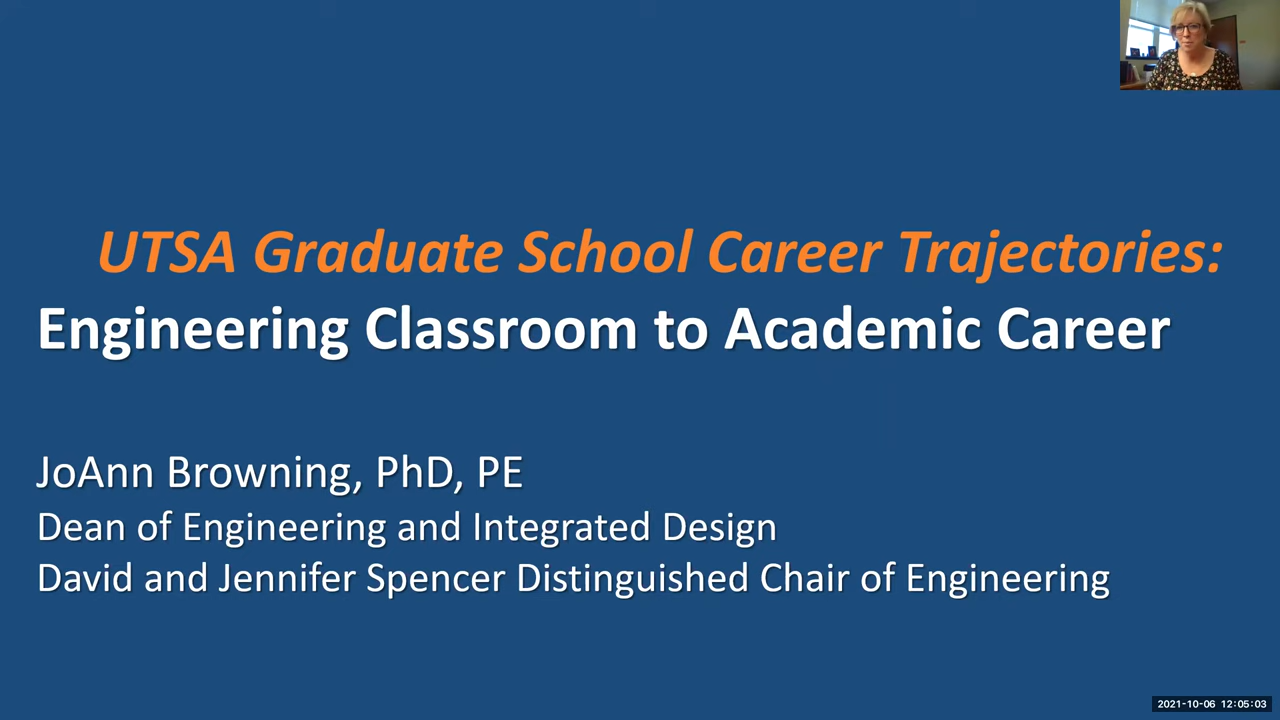 UTSA Graduate School Career Trajectories:
Engineering Classroom to Academic Career
JoAnn Browning, PhD, PE
Dean of Engineering and Integrated Design
David and Jennifer Spencer Distinguished Chair of Engineering
2021-10-06 12:05:03